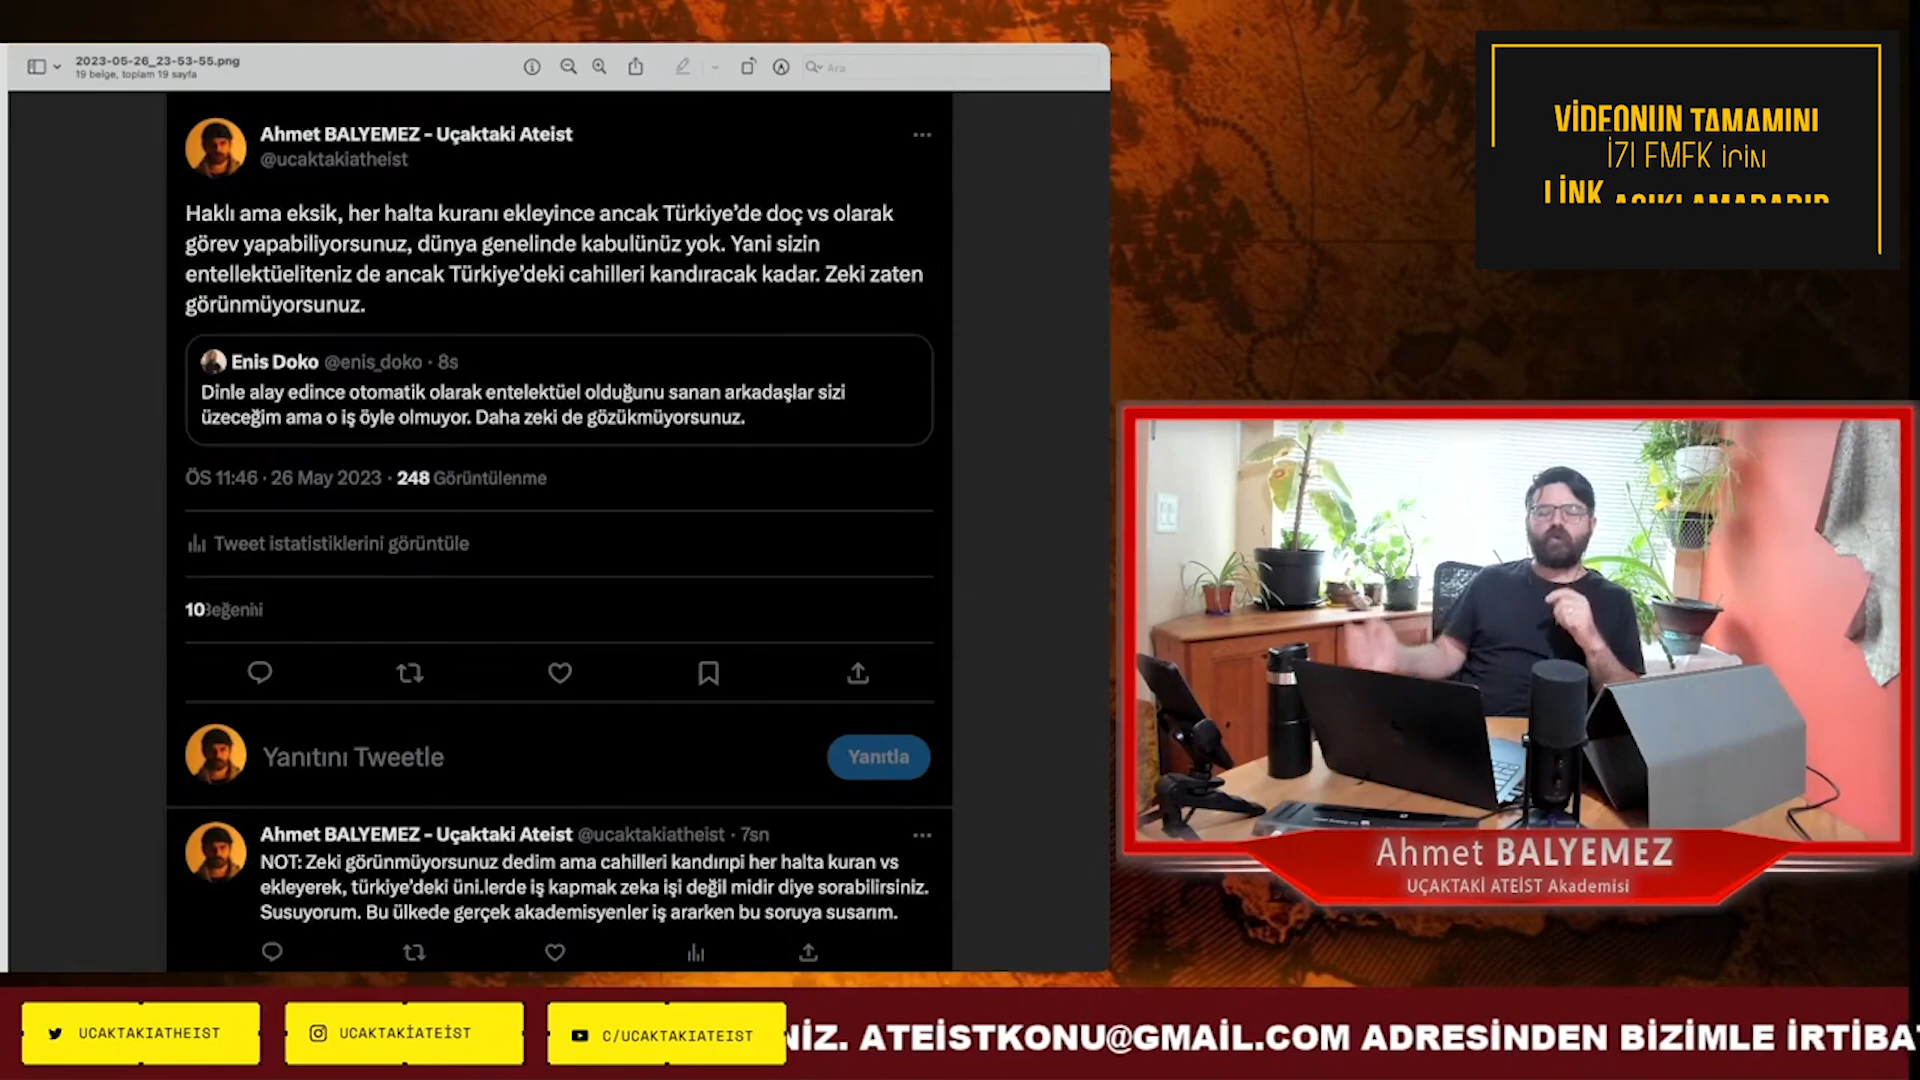 2023-05-26_23-53-55.png
19 belge, toplam 19 sayfa
Ara
Ahmet BALYEMEZ - Uçaktaki Ateist
@ucaktakiatheist
Haklı ama eksik, her halta kuranı ekleyince ancak Türkiye'de doç vs olarak
görev yapabiliyorsunuz, dünya genelinde kabulünüz yok. Yani sizin
entellektüeliteniz de ancak Türkiye'deki cahilleri kandıracak kadar. Zeki zaten
görünmüyorsunuz.
Enis Doko @enis_doko · 8s
Dinle alay edince otomatik olarak entelektüel olduğunu sanan arkadaşlar sizi
üzeceğim ama o iş öyle olmuyor. Daha zeki de gözükmüyorsunuz.
ÖS 11:46 · 26 May 2023 · 248 Görüntülenme
Tweet istatistiklerini görüntüle
10 Beğeni
Yanıtını Tweetle
Yanıtla
Ahmet BALYEMEZ - Uçaktaki Ateist @ucaktakiatheist · 7sn
NOT: Zeki görünmüyorsunuz dedim ama cahilleri kandırıpi her halta kuran vs
ekleyerek, türkiye'deki üni.lerde iş kapmak zeka işi değil midir diye sorabilirsiniz.
Susuyorum. Bu ülkede gerçek akademisyenler iş ararken bu soruya susarım.
VİDEONUN TAMAMINI
İZLEMEK İÇİN
LİNK AÇIKLAMADADIR
Ahmet BALYEMEZ
UÇAKTAKİ ATEİST Akademisi
UCAKTAKIATHEIST
UCAKTAKİATEİST
C/UCAKTAKIATEIST
NİZ. ATEİSTKONU@GMAİL.COM ADRESİNDEN BİZİMLE İRTİBA